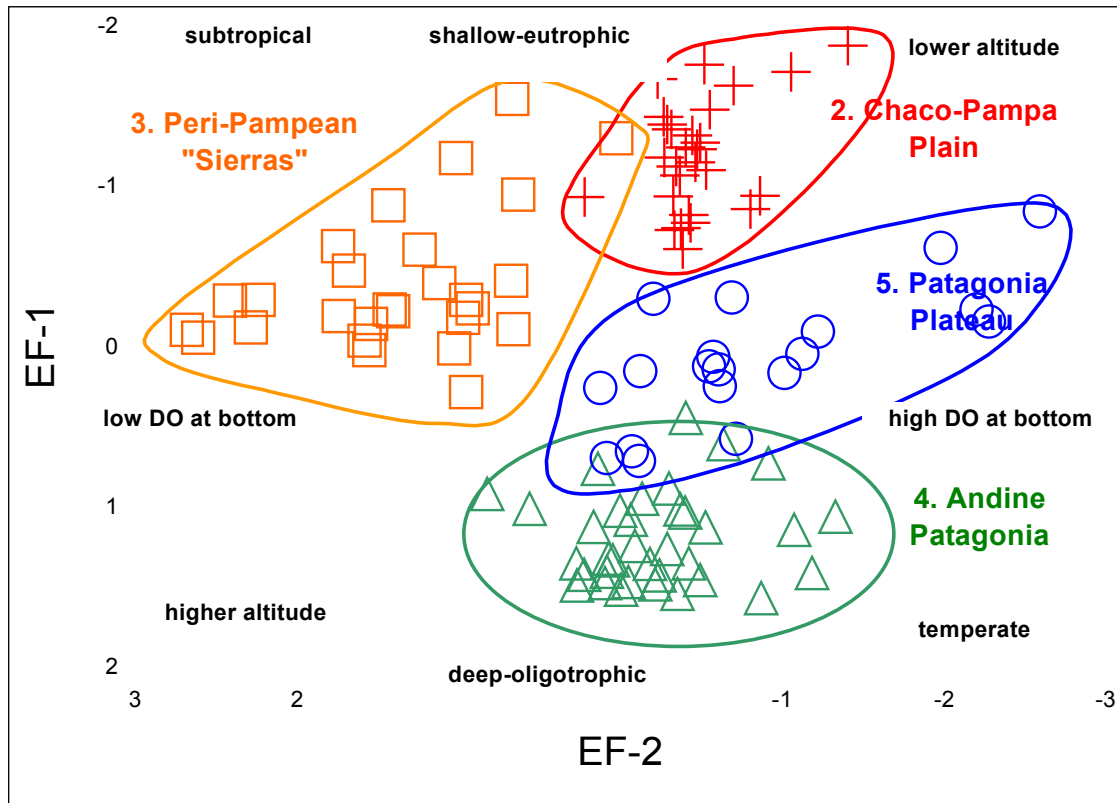 -2
subtropical
shallow-eutrophic
lower altitude
3. Peri-Pampean
"Sierras"
2. Chaco-Pampa
Plain
-1
5. Patagonia
Plateau
EF-1
0
low DO at bottom
high DO at bottom
1
4. Andine
Patagonia
higher altitude
temperate
2
deep-oligotrophic
3
2
-1
-2
-3
EF-2